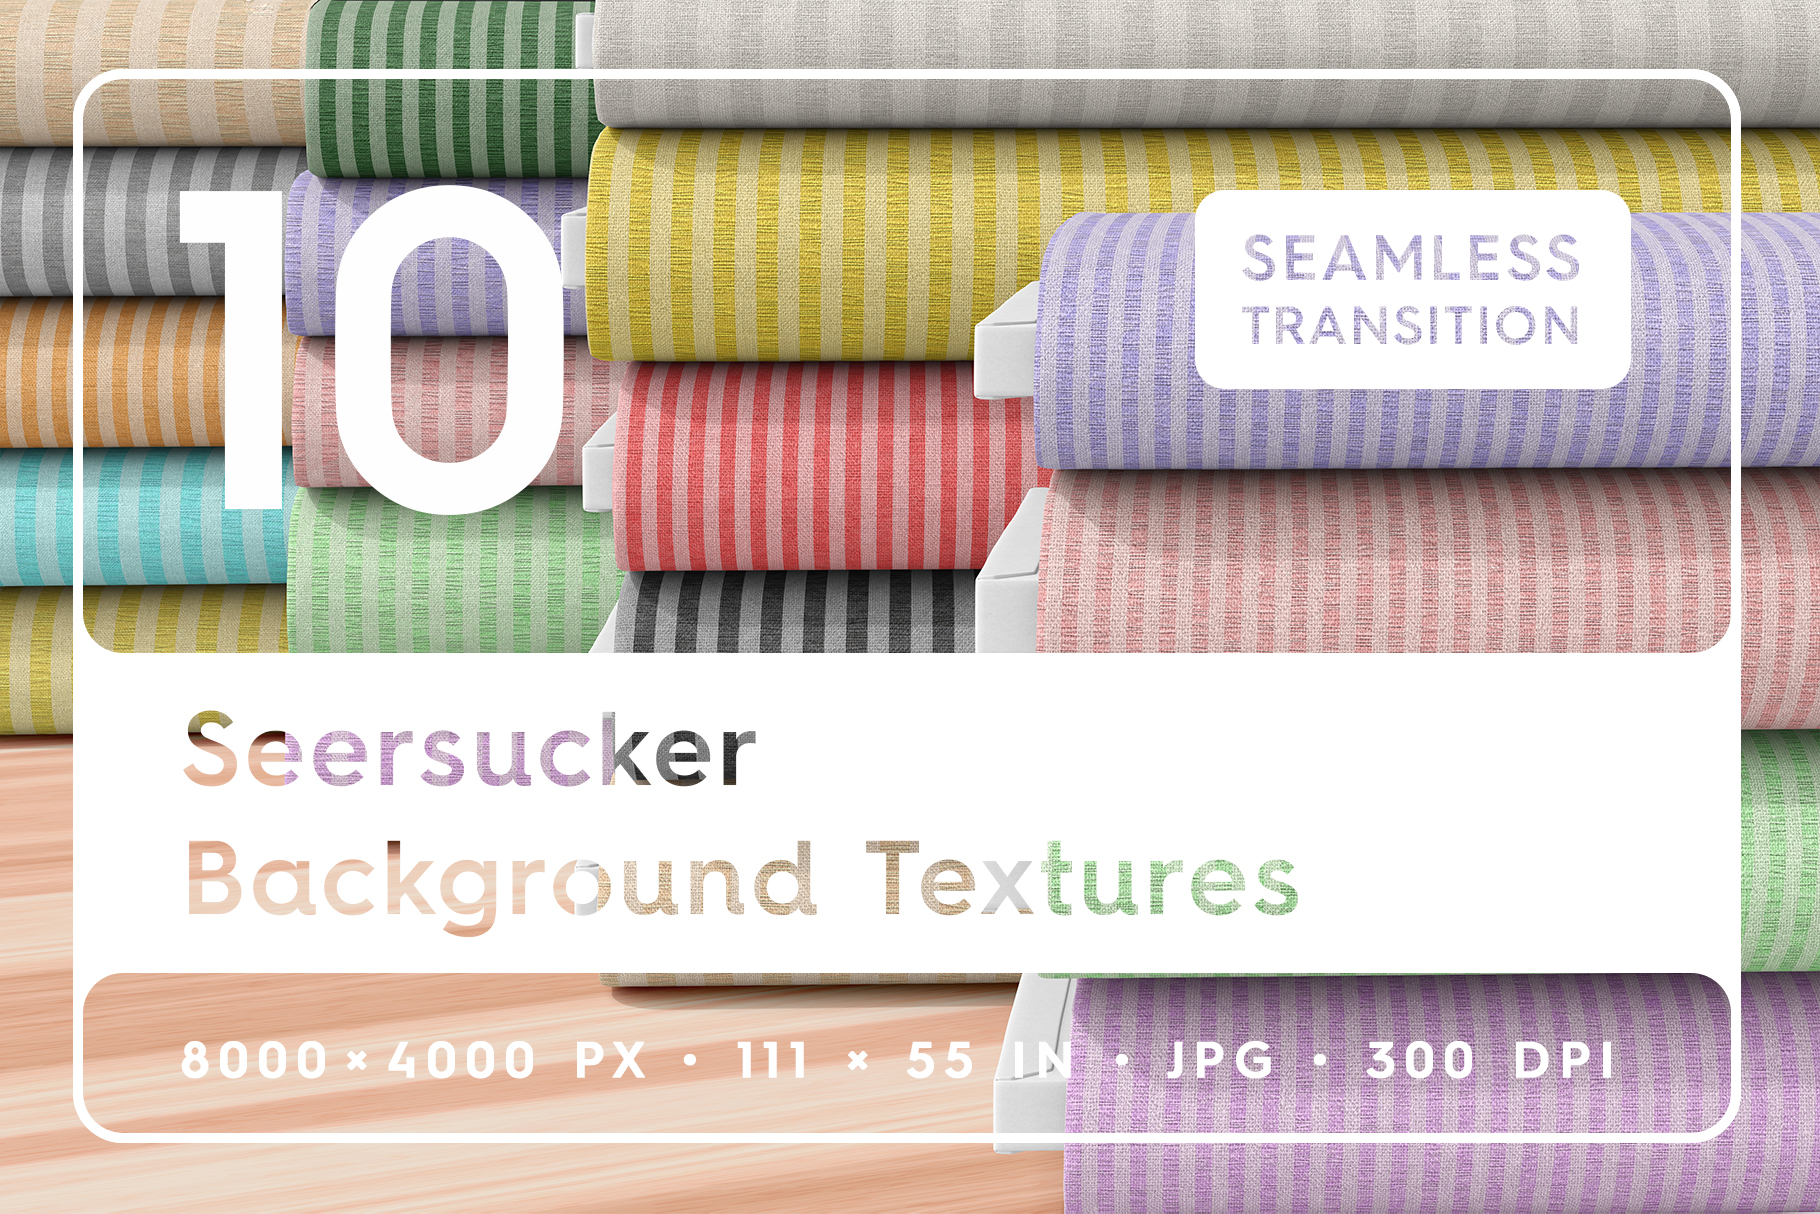 10
SEAMLESS
TRANSITION
Seersucker
Background Textures
8000×4000 PX • 111 × 55 IN • JPG • 300 DPI